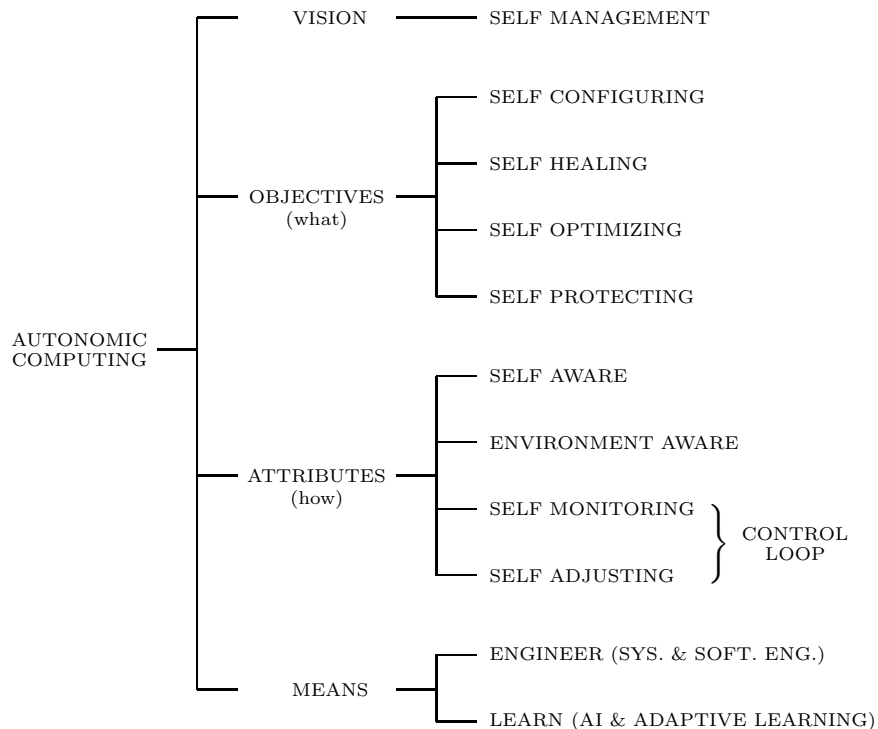 VISION
SELF MANAGEMENT
SELF CONFIGURING
SELF HEALING
OBJECTIVES
(what)
SELF OPTIMIZING
SELF PROTECTING
AUTONOMIC
COMPUTING
SELF AWARE
ENVIRONMENT AWARE
ATTRIBUTES
(how)
SELF MONITORING
SELF ADJUSTING
CONTROL
LOOP
MEANS
ENGINEER (SYS. & SOFT. ENG.)
LEARN (AI & ADAPTIVE LEARNING)